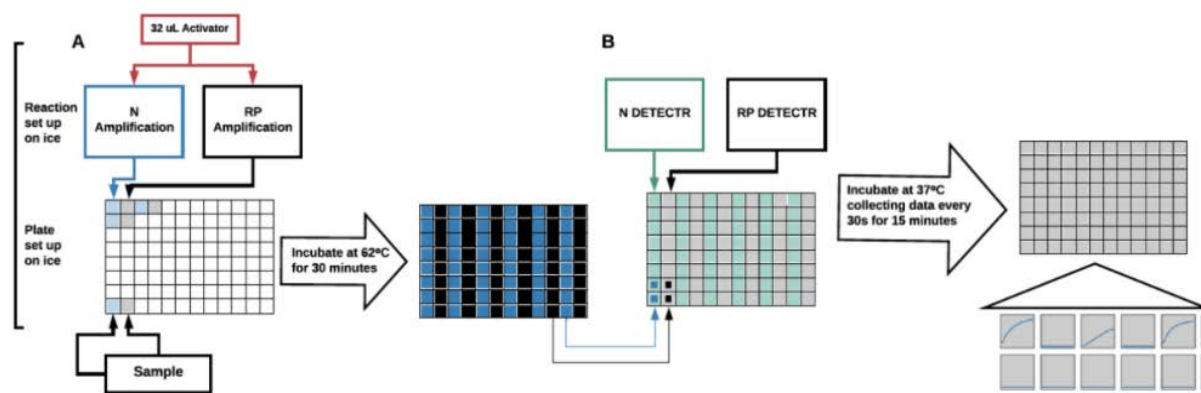 A
32 uL Activator
B
Reaction
set up
on ice
N
Amplification
RP
Amplification
N DETECTR
RP DETECTR
Plate
set up
on ice
Incubate at 62ºC
for 30 minutes
Incubate at 37ºC
collecting data every
30s for 15 minutes
Sample